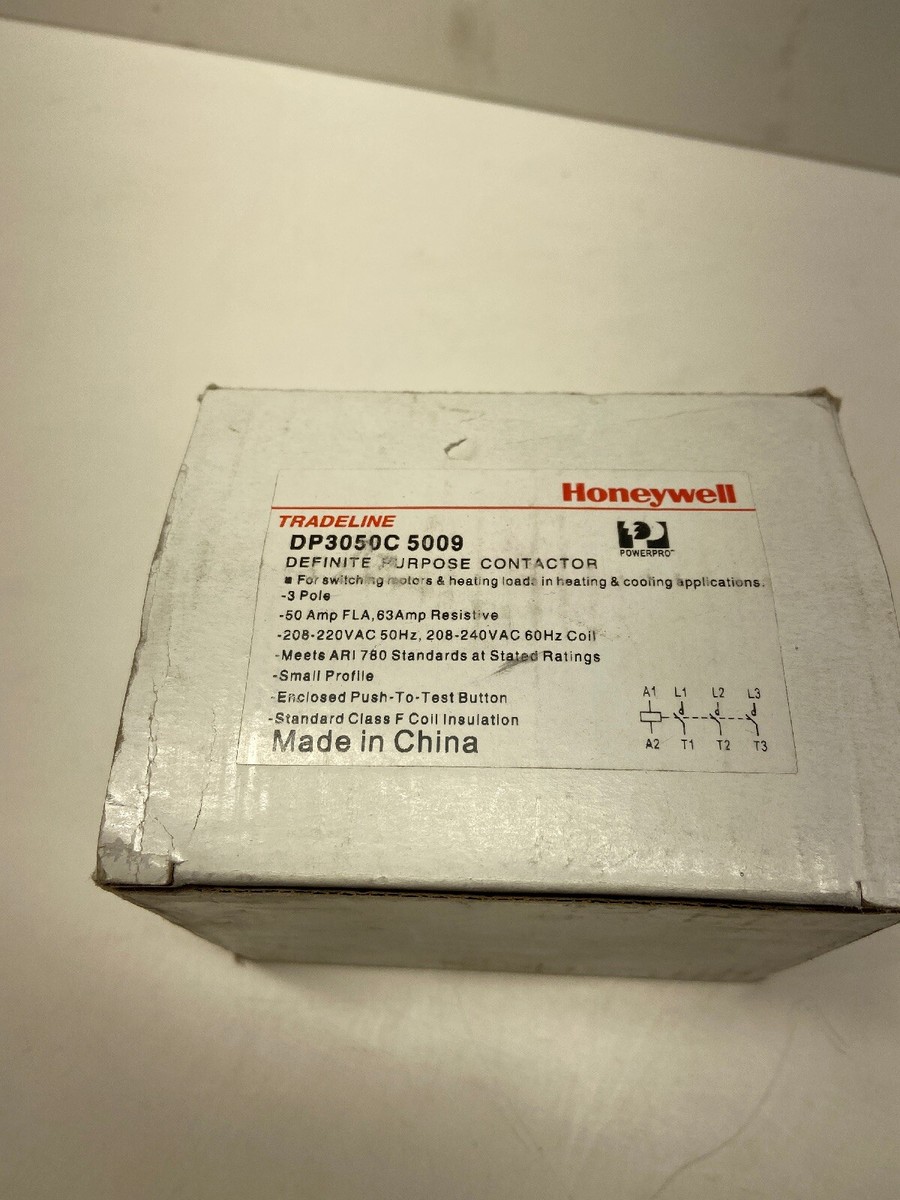 Honeywell
TRADELINE
DP3050C 5009
POWERPRO™
DEFINITE PURPOSE CONTACTOR
■ For switching motors & heating loads in heating & cooling applications.
-3 Pole
-50 Amp FLA,63Amp Resistive
-208-220VAC 50Hz, 208-240VAC 60Hz Coil
-Meets ARI 780 Standards at Stated Ratings
-Small Profile
-Enclosed Push-To-Test Button
-Standard Class F Coil Insulation
Made in China
A1 L1 L2 L3
A2 T1 T2 T3